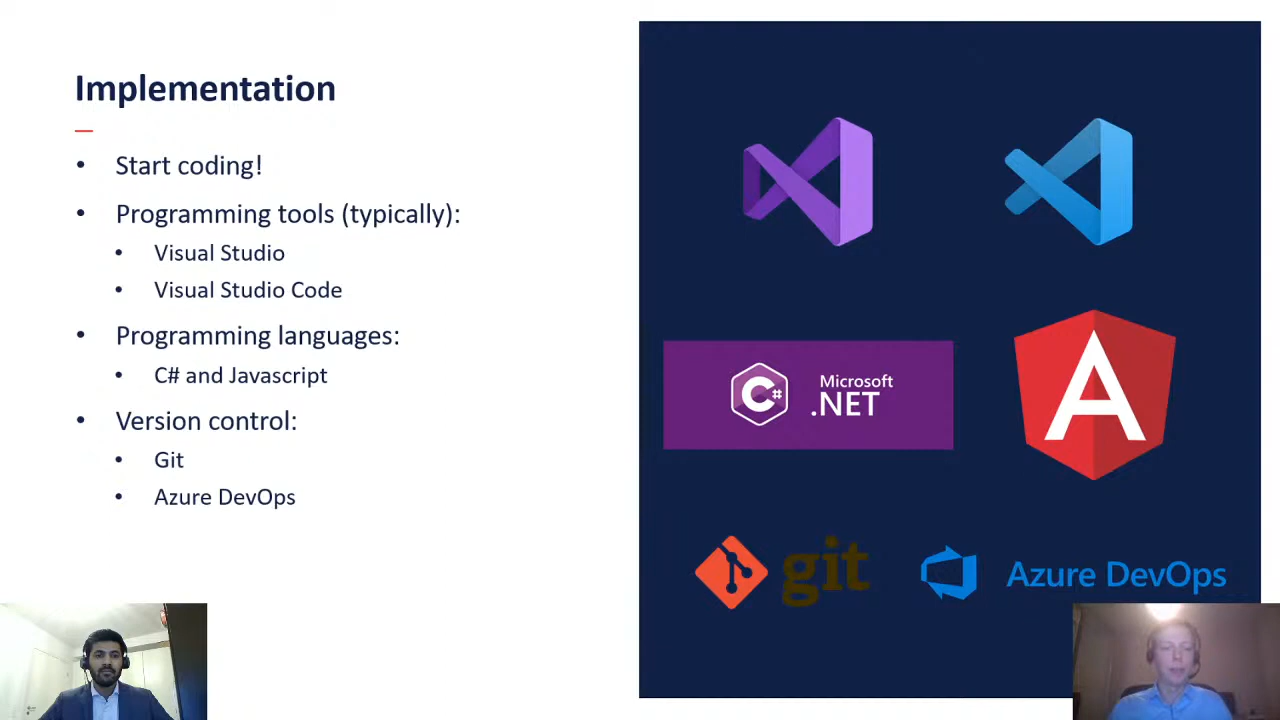 Implementation
Start coding!
Programming tools (typically):
Visual Studio
Visual Studio Code
Programming languages:
C# and Javascript
Version control:
Git
Azure DevOps
C#
Microsoft
.NET
A
git
Azure DevOps